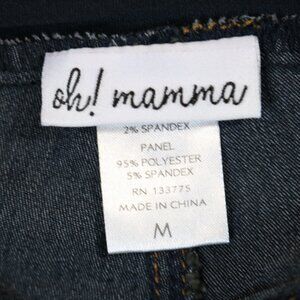 oh! mamma
2% SPANDEX
PANEL
95% POLYESTER
5% SPANDEX
RN 133775
MADE IN CHINA
M